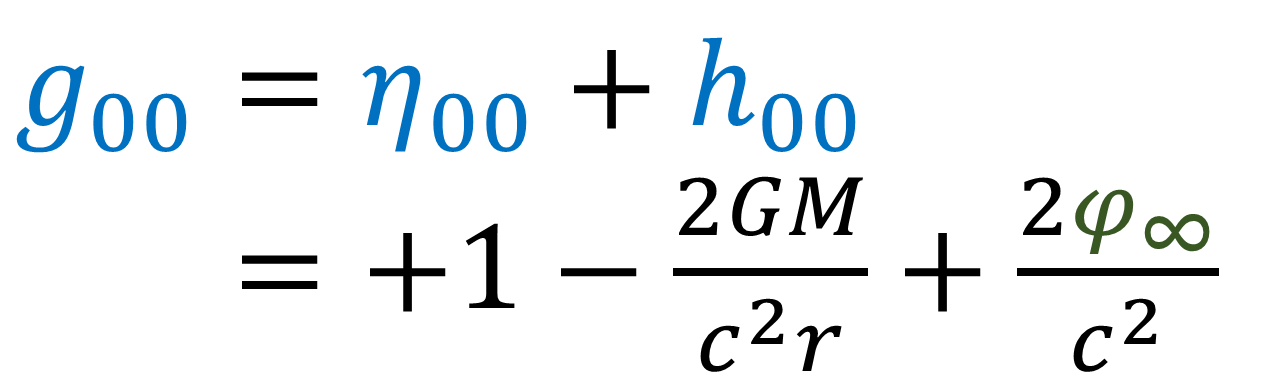 g₀₀ = η₀₀ + h₀₀
= +1 − 2GM/c²r + 2φ∞/c²